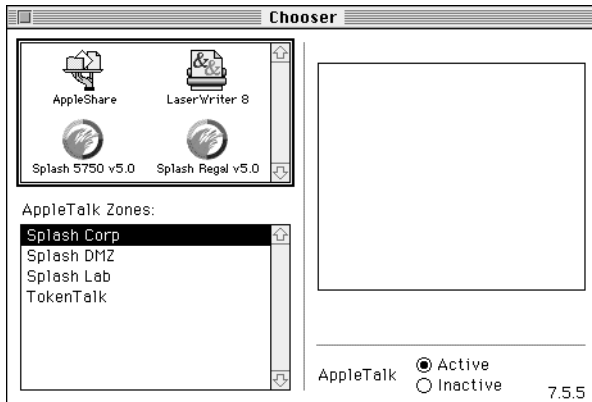 Chooser
AppleShare
LaserWriter 8
Splash 5750 v5.0
Splash Regal v5.0
AppleTalk Zones:
Splash Corp
Splash DMZ
Splash Lab
TokenTalk
AppleTalk
Active
Inactive
7.5.5